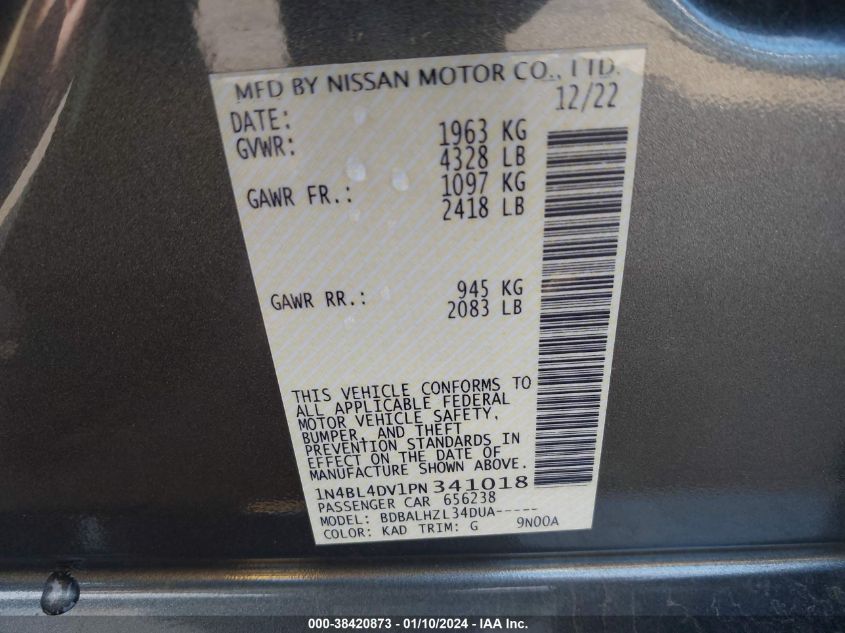 MFD BY NISSAN MOTOR CO., LTD.
DATE: 12/22
GVWR: 1963 KG
4328 LB
GAWR FR.: 1097 KG
2418 LB
GAWR RR.: 945 KG
2083 LB
THIS VEHICLE CONFORMS TO
ALL APPLICABLE FEDERAL
MOTOR VEHICLE SAFETY,
BUMPER, AND THEFT
PREVENTION STANDARDS IN
EFFECT ON THE DATE OF
MANUFACTURE SHOWN ABOVE.
1N4BL4DV1PN341018
PASSENGER CAR 656238
MODEL: BDBALHZL34DUA-----
COLOR: KAD TRIM: G 9N00A
000-38420873 - 01/10/2024 - IAA Inc.